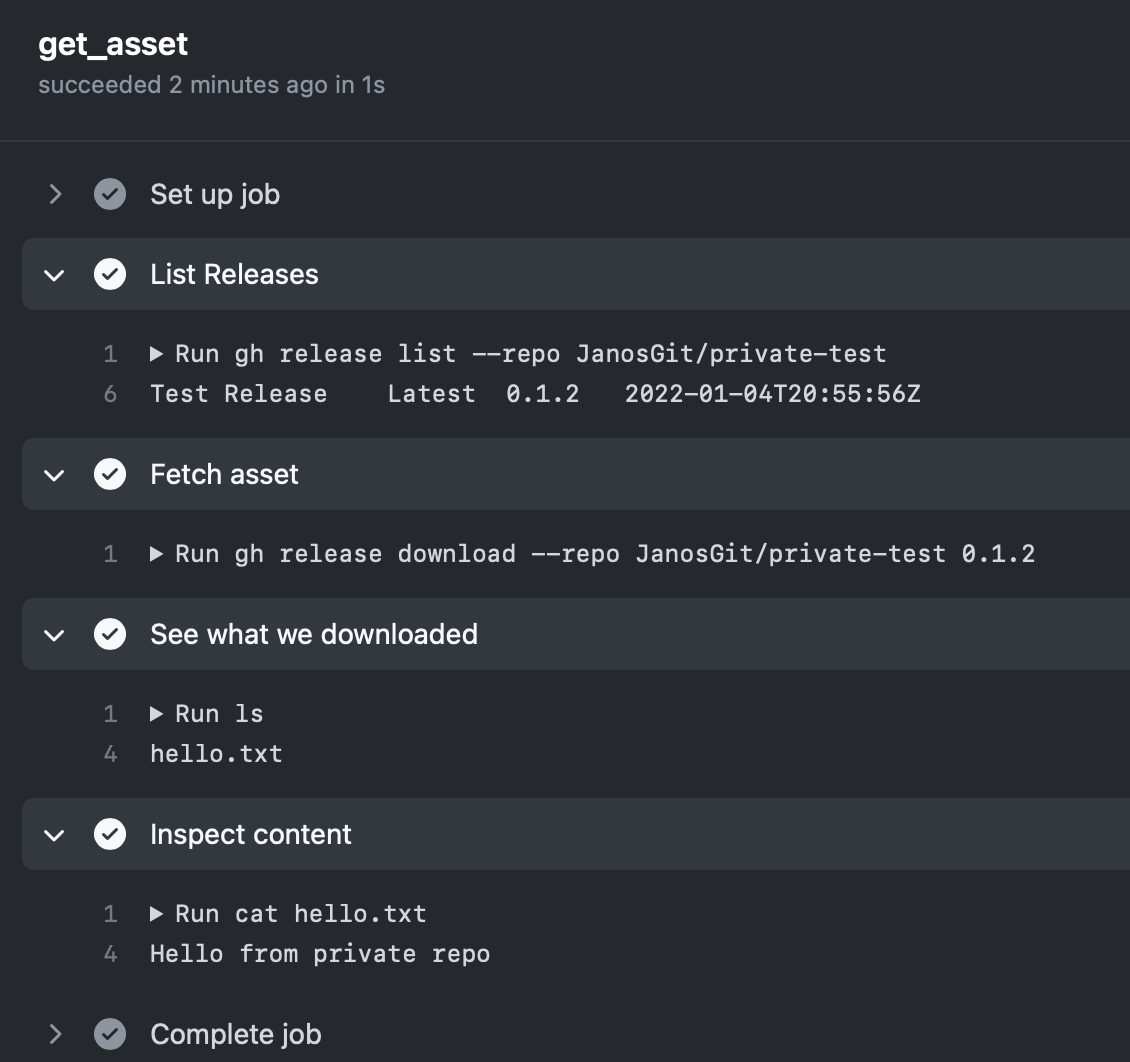 get_asset
succeeded 2 minutes ago in 1s
Set up job
List Releases
1 ▶ Run gh release list --repo JanosGit/private-test
6 Test Release    Latest  0.1.2   2022-01-04T20:55:56Z
Fetch asset
1 ▶ Run gh release download --repo JanosGit/private-test 0.1.2
See what we downloaded
1 ▶ Run ls
4 hello.txt
Inspect content
1 ▶ Run cat hello.txt
4 Hello from private repo
Complete job